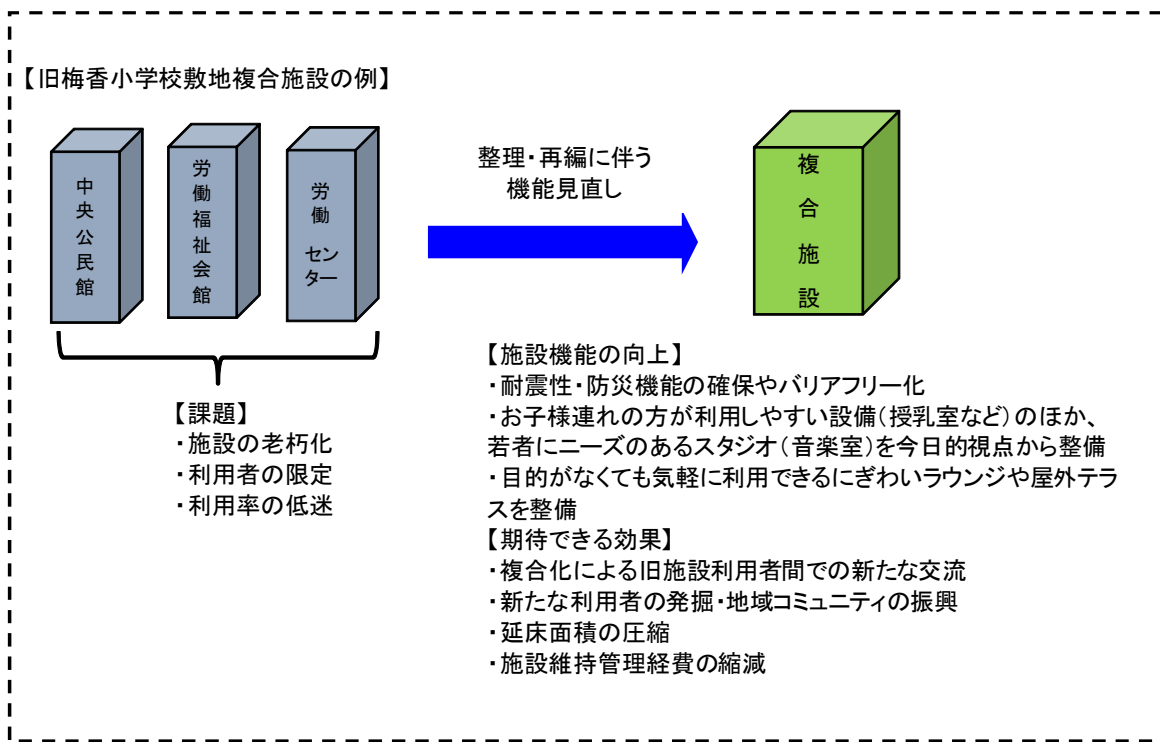 【旧梅香小学校敷地複合施設の例】
中央公民館
労働福祉会館
労働センター
整理・再編に伴う
機能見直し
複合施設
【課題】
・施設の老朽化
・利用者の限定
・利用率の低迷
【施設機能の向上】
・耐震性・防災機能の確保やバリアフリー化
・お子様連れの方が利用しやすい設備(授乳室など)のほか、
若者にニーズのあるスタジオ(音楽室)を今日的視点から整備
・目的がなくても気軽に利用できるにぎわいラウンジや屋外テラ
スを整備
【期待できる効果】
・複合化による旧施設利用者間での新たな交流
・新たな利用者の発掘・地域コミュニティの振興
・延床面積の圧縮
・施設維持管理経費の縮減